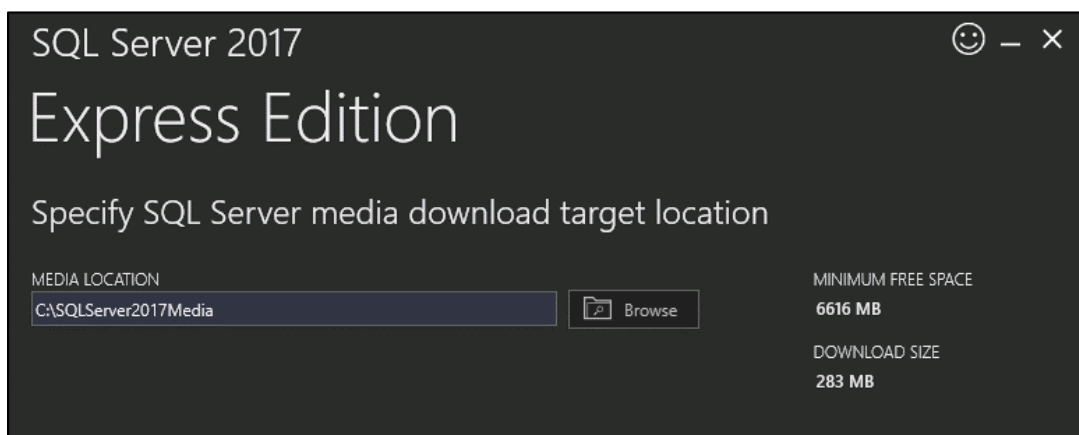 SQL Server 2017
Express Edition
Specify SQL Server media download target location
MEDIA LOCATION
C:\SQLServer2017Media
Browse
MINIMUM FREE SPACE
6616 MB
DOWNLOAD SIZE
283 MB